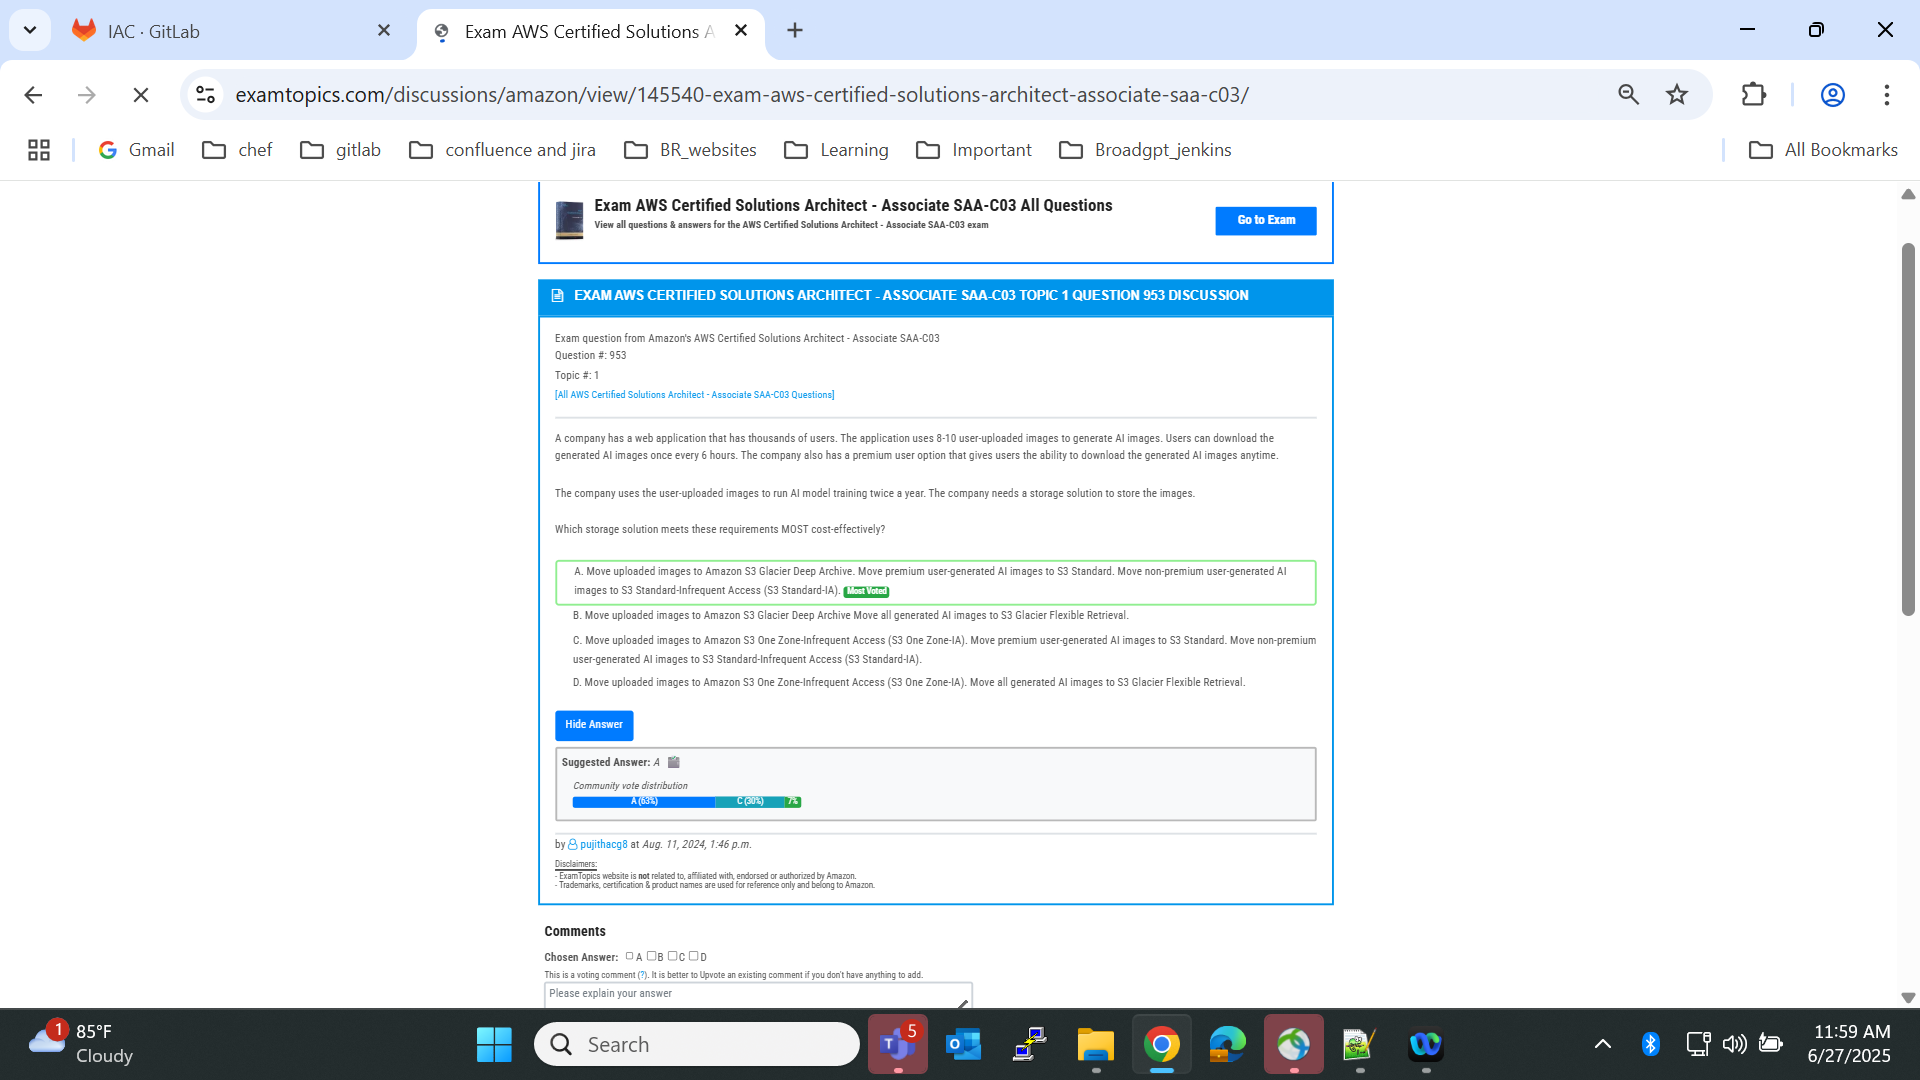 IAC · GitLab
Exam AWS Certified Solutions A
examtopics.com/discussions/amazon/view/145540-exam-aws-certified-solutions-architect-associate-saa-c03/
Gmail chef gitlab confluence and jira BR_websites Learning Important Broadgpt_jenkins All Bookmarks
Exam AWS Certified Solutions Architect - Associate SAA-C03 All Questions
View all questions & answers for the AWS Certified Solutions Architect - Associate SAA-C03 exam
Go to Exam
EXAM AWS CERTIFIED SOLUTIONS ARCHITECT - ASSOCIATE SAA-C03 TOPIC 1 QUESTION 953 DISCUSSION
Exam question from Amazon's AWS Certified Solutions Architect - Associate SAA-C03
Question #: 953
Topic #: 1
[All AWS Certified Solutions Architect - Associate SAA-C03 Questions]
A company has a web application that has thousands of users. The application uses 8-10 user-uploaded images to generate AI images. Users can download the
generated AI images once every 6 hours. The company also has a premium user option that gives users the ability to download the generated AI images anytime.
The company uses the user-uploaded images to run AI model training twice a year. The company needs a storage solution to store the images.
Which storage solution meets these requirements MOST cost-effectively?
A. Move uploaded images to Amazon S3 Glacier Deep Archive. Move premium user-generated AI images to S3 Standard. Move non-premium user-generated AI
images to S3 Standard-Infrequent Access (S3 Standard-IA). Most Voted
B. Move uploaded images to Amazon S3 Glacier Deep Archive Move all generated AI images to S3 Glacier Flexible Retrieval.
C. Move uploaded images to Amazon S3 One Zone-Infrequent Access (S3 One Zone-IA). Move premium user-generated AI images to S3 Standard. Move non-premium
user-generated AI images to S3 Standard-Infrequent Access (S3 Standard-IA).
D. Move uploaded images to Amazon S3 One Zone-Infrequent Access (S3 One Zone-IA). Move all generated AI images to S3 Glacier Flexible Retrieval.
Hide Answer
Suggested Answer: A
Community vote distribution
A (63%) C (30%) 7%
by pujithacg8 at Aug. 11, 2024, 1:46 p.m.
Disclaimers:
- ExamTopics website is not related to, affiliated with, endorsed or authorized by Amazon.
- Trademarks, certification & product names are used for reference only and belong to Amazon.
Comments
Chosen Answer: A B C D
This is a voting comment (?). It is better to Upvote an existing comment if you don't have anything to add.
Please explain your answer
1
85°F
Cloudy
Search
5
11:59 AM
6/27/2025